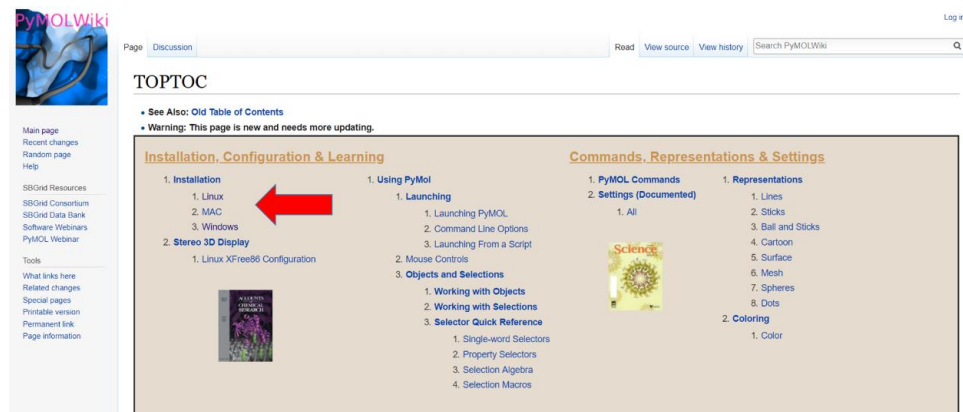 PyMOLWiki
Log in
Page Discussion
Read View source View history Search PyMOLWiki
TOPTOC
• See Also: Old Table of Contents
• Warning: This page is new and needs more updating.
Main page
Recent changes
Random page
Help
SBGrid Resources
SBGrid Consortium
SBGrid Data Bank
Software Webinars
PyMOL Webinar
Tools
What links here
Related changes
Special pages
Printable version
Permanent link
Page information
Installation, Configuration & Learning
1. Installation
1. Linux
2. MAC
3. Windows
2. Stereo 3D Display
1. Linux XFree86 Configuration
ACCOUNTS
CHEMICAL
RESEARCH
1. Using PyMol
1. Launching
1. Launching PyMOL
2. Command Line Options
3. Launching From a Script
2. Mouse Controls
3. Objects and Selections
1. Working with Objects
2. Working with Selections
3. Selector Quick Reference
1. Single-word Selectors
2. Property Selectors
3. Selection Algebra
4. Selection Macros
Commands, Representations & Settings
1. PyMOL Commands
2. Settings (Documented)
1. All
Science
1. Representations
1. Lines
2. Sticks
3. Ball and Sticks
4. Cartoon
5. Surface
6. Mesh
7. Spheres
8. Dots
2. Coloring
1. Color